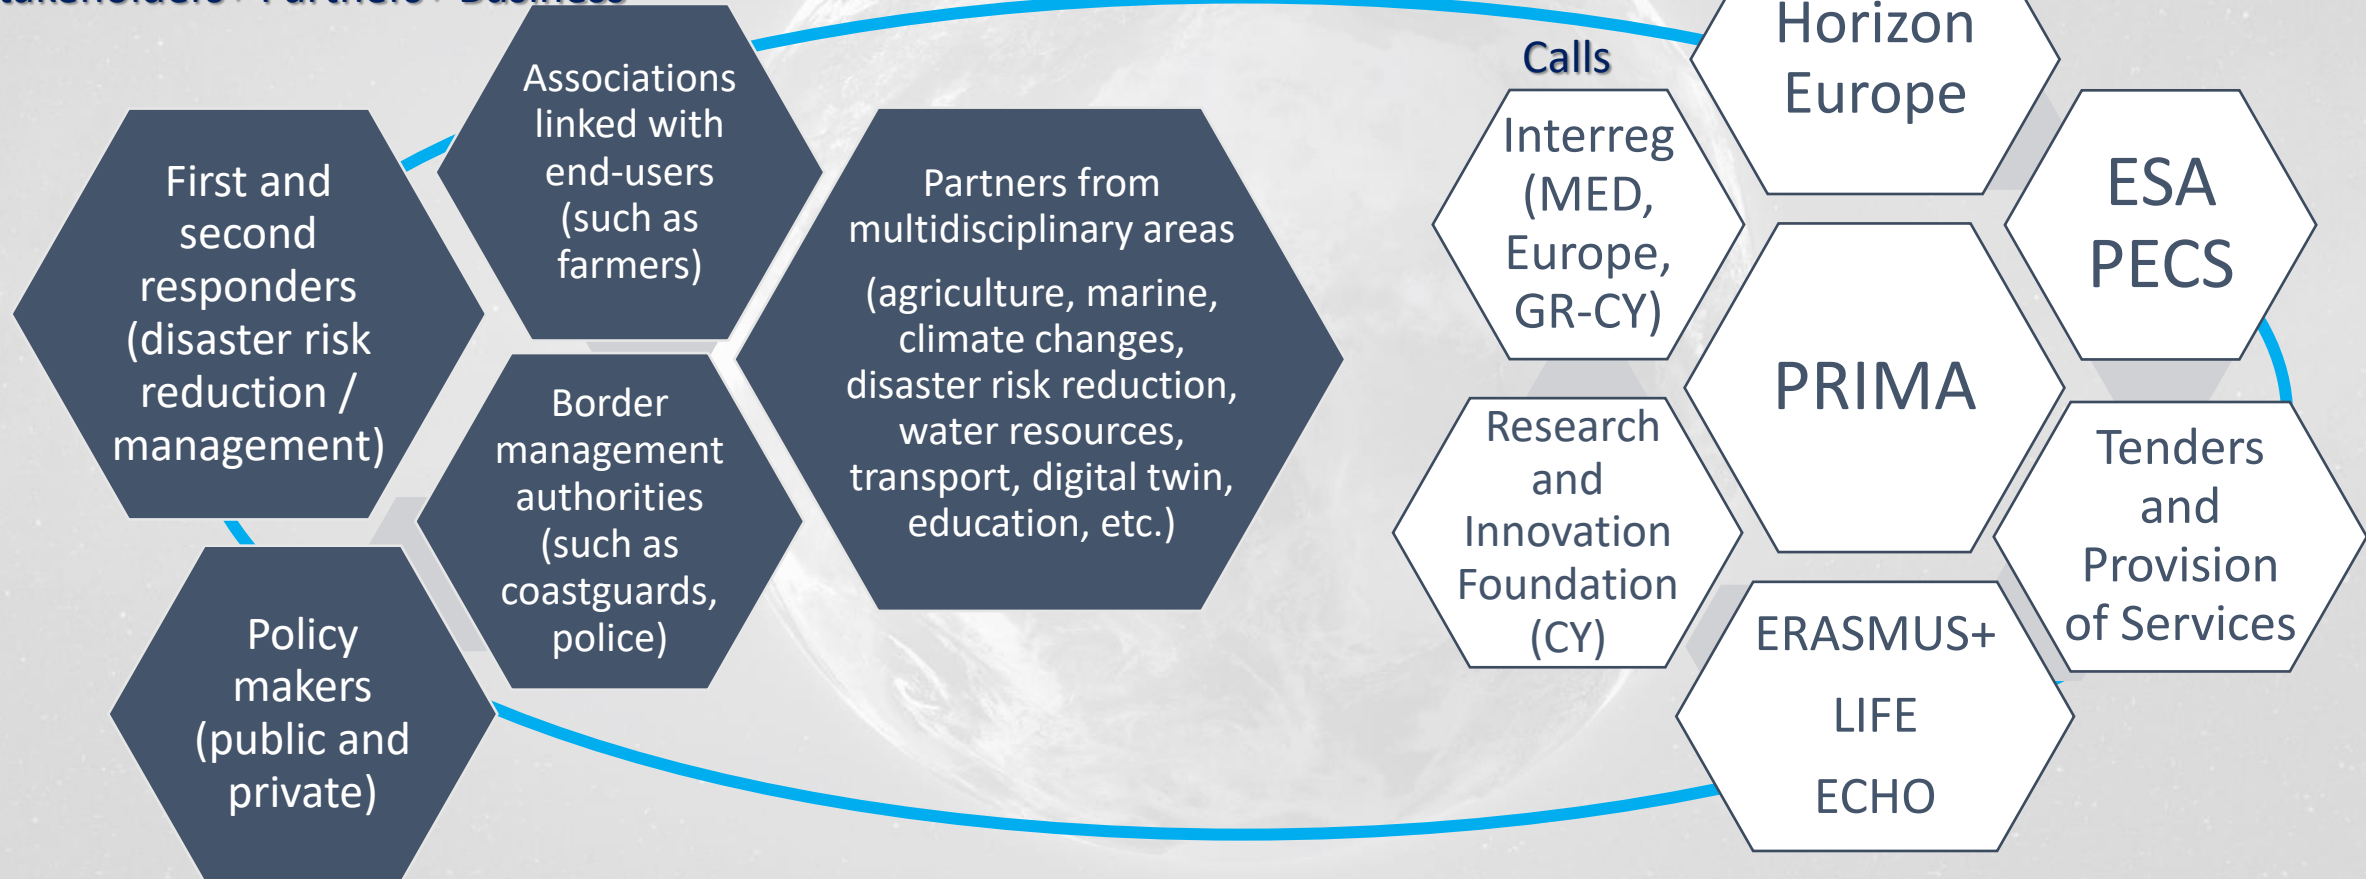 Partners
Business
First and
second
responders
(disaster risk
reduction /
management)
Associations
linked with
end-users
(such as
farmers)
Border
management
authorities
(such as
coastguards,
police)
Policy
makers
(public and
private)
Partners from
multidisciplinary areas
(agriculture, marine,
climate changes,
disaster risk reduction,
water resources,
transport, digital twin,
education, etc.)
Calls
Horizon
Europe
Interreg
(MED,
Europe,
GR-CY)
ESA
PECS
PRIMA
Research
and
Innovation
Foundation
(CY)
Tenders
and
Provision
of Services
ERASMUS+
LIFE
ECHO